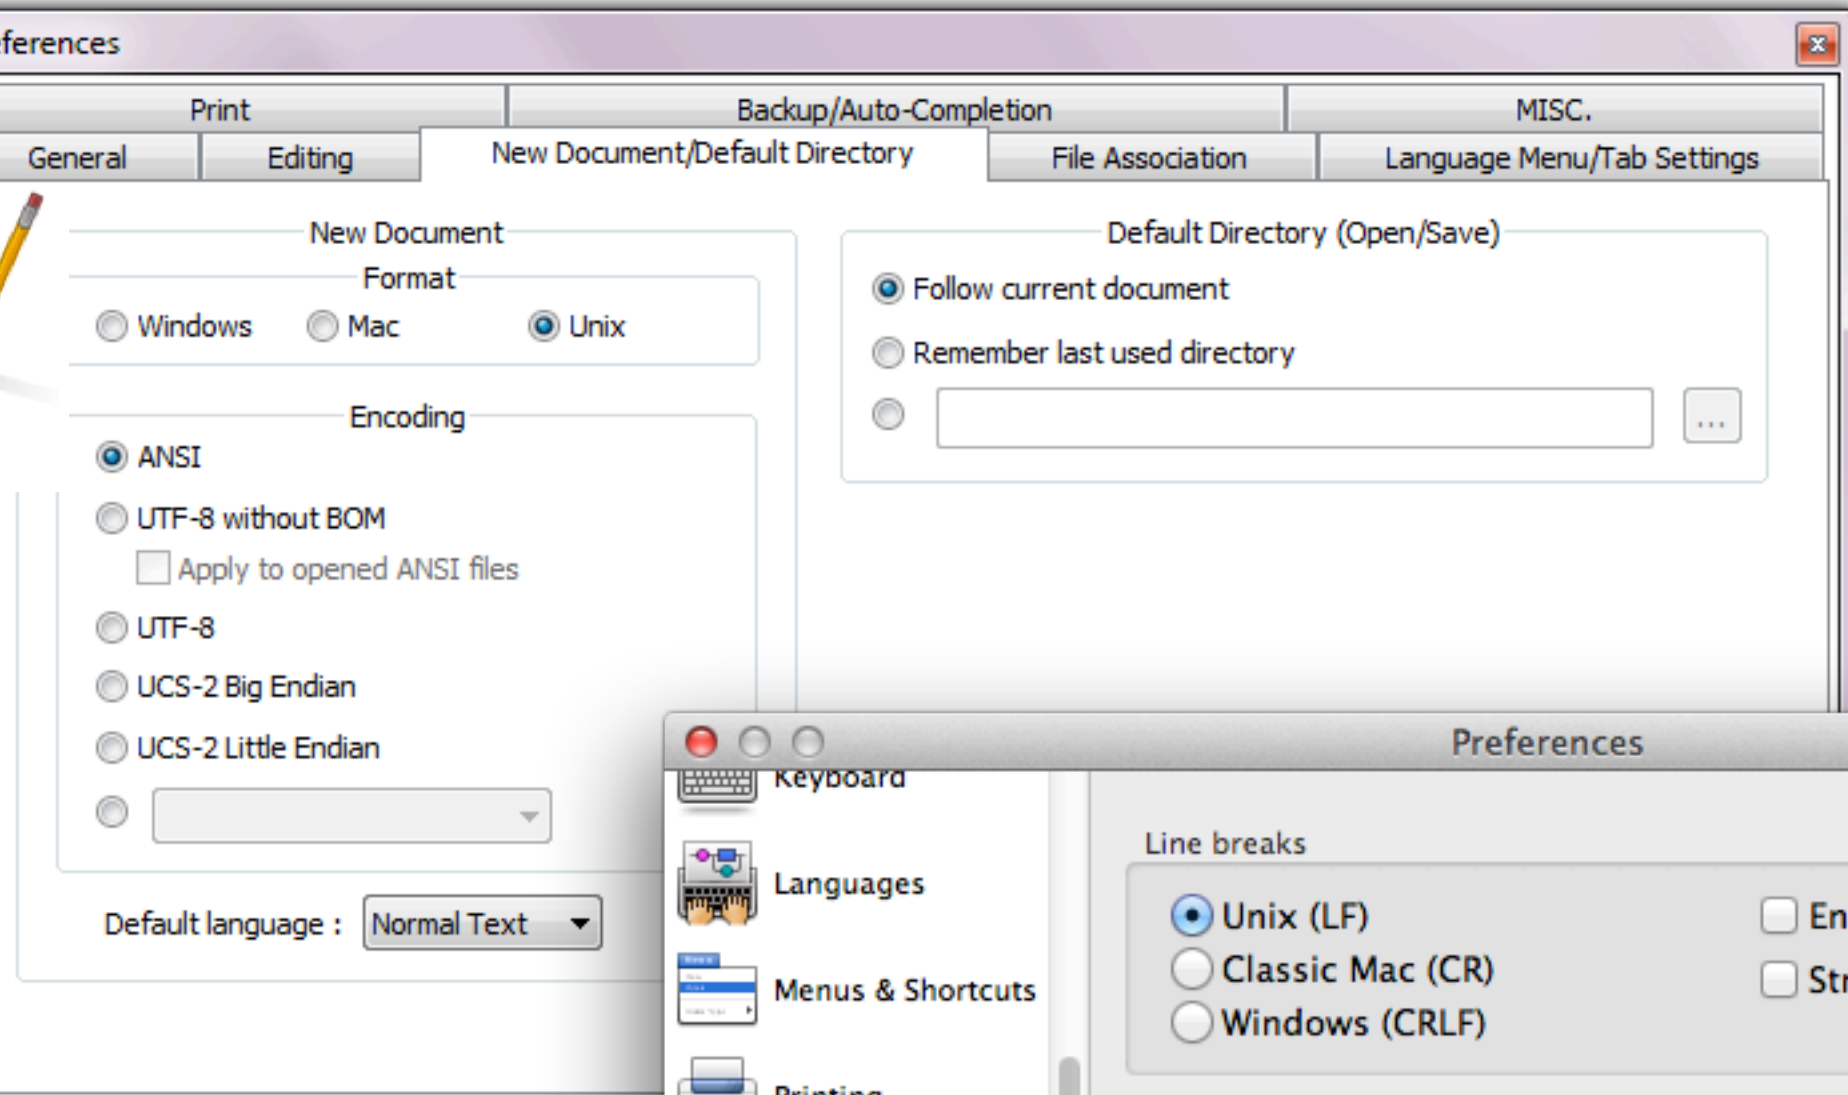 ferences
Print Backup/Auto-Completion MISC.
General Editing New Document/Default Directory File Association Language Menu/Tab Settings
New Document
Format
Windows Mac Unix
Encoding
ANSI
UTF-8 without BOM
Apply to opened ANSI files
UTF-8
UCS-2 Big Endian
UCS-2 Little Endian
Default language : Normal Text
Default Directory (Open/Save)
Follow current document
Remember last used directory
...
Preferences
Keyboard
Languages
Menus & Shortcuts
Printing
Line breaks
Unix (LF)
Classic Mac (CR)
Windows (CRLF)
En
Str